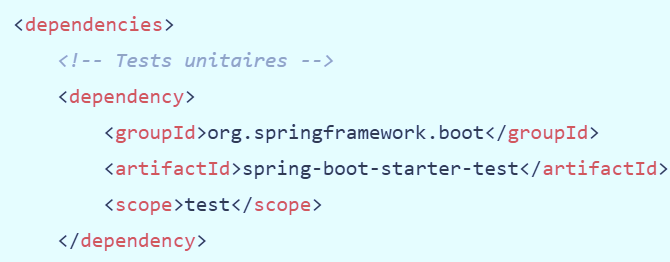 <dependencies>
<!-- Tests unitaires -->
<dependency>
<groupId>org.springframework.boot</groupId>
<artifactId>spring-boot-starter-test</artifactId>
<scope>test</scope>
</dependency>